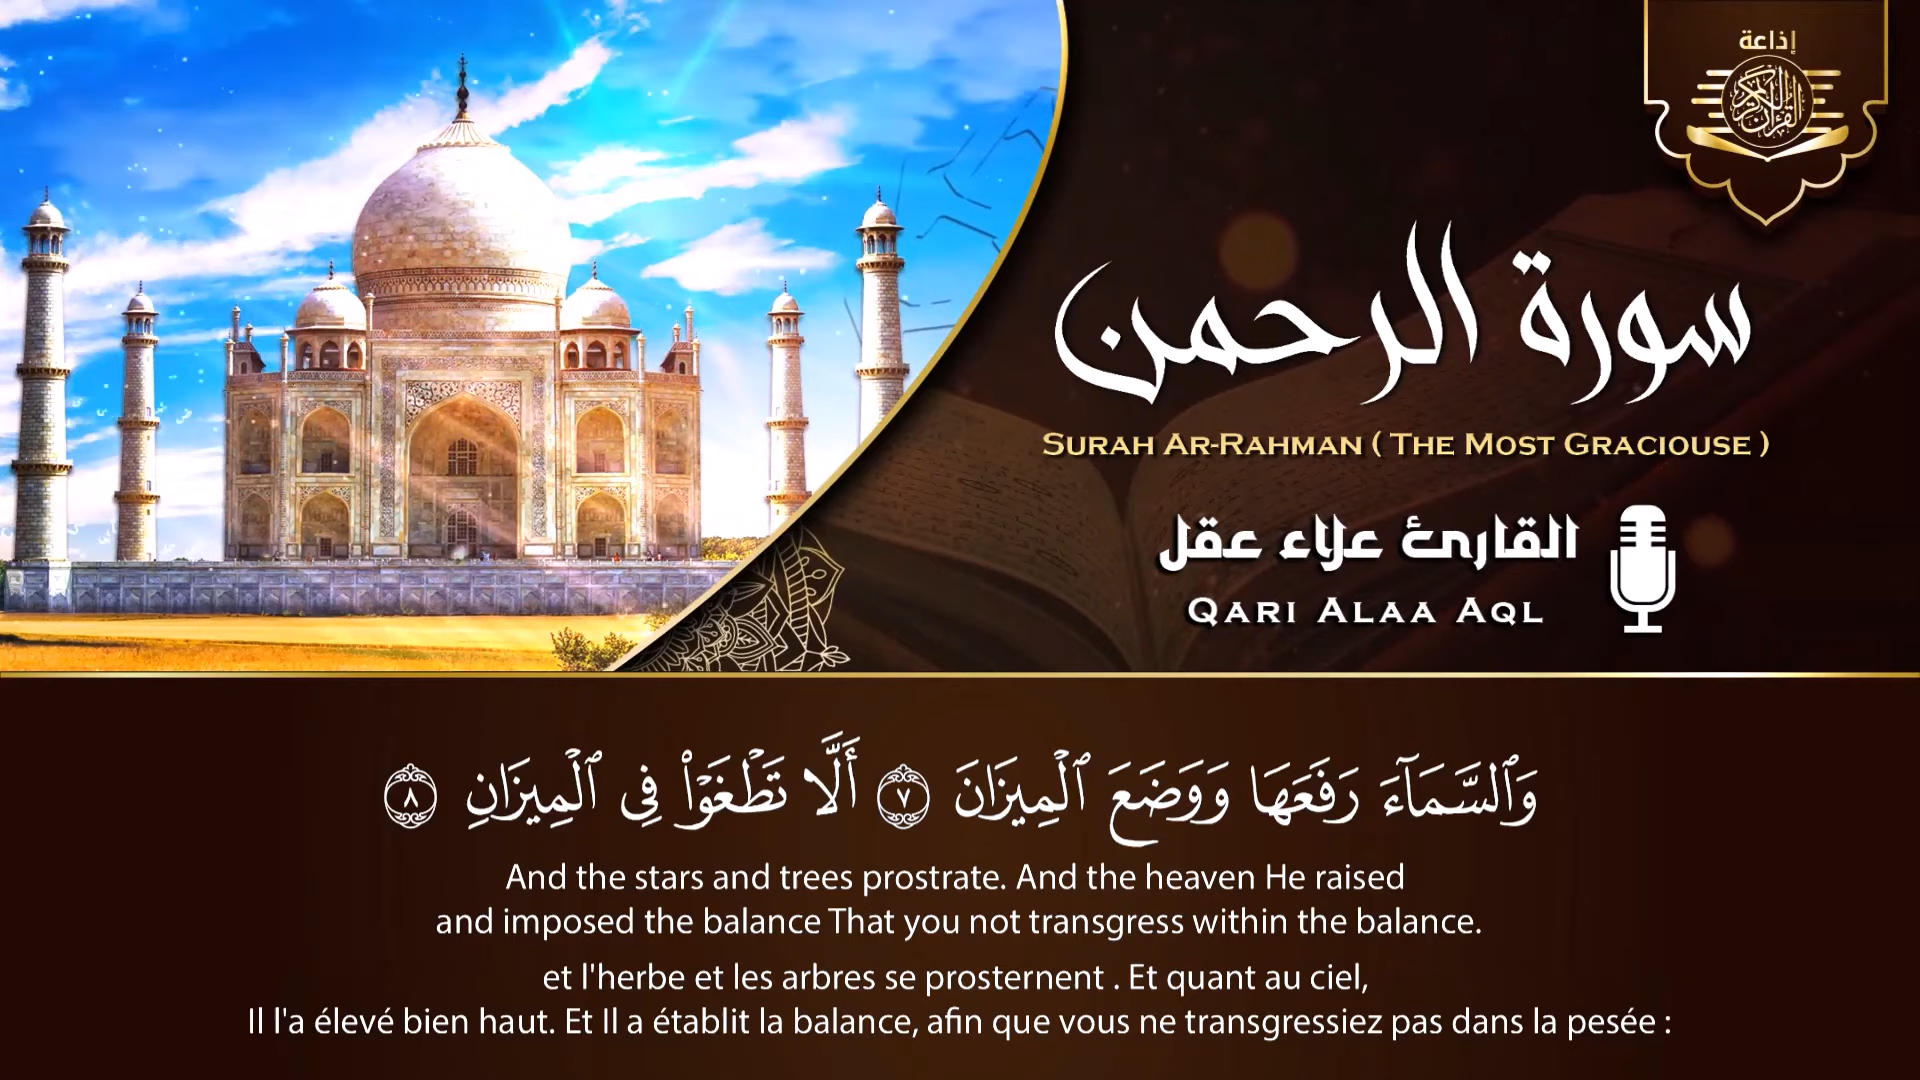 إذاعة
القرآن الكريم
سورة الرحمن
SURAH AR-RAHMAN ( THE MOST GRACIOUSE )
القارئ علاء عقل
QARI ALAA AQL
وَٱلسَّمَآءَ رَفَعَهَا وَوَضَعَ ٱلْمِيزَانَ ٧ أَلَّا تَطْغَوْا۟ فِى ٱلْمِيزَانِ ٨
And the stars and trees prostrate. And the heaven He raised
and imposed the balance That you not transgress within the balance.
et l'herbe et les arbres se prosternent . Et quant au ciel,
Il l'a élevé bien haut. Et Il a établit la balance, afin que vous ne transgressiez pas dans la pesée :